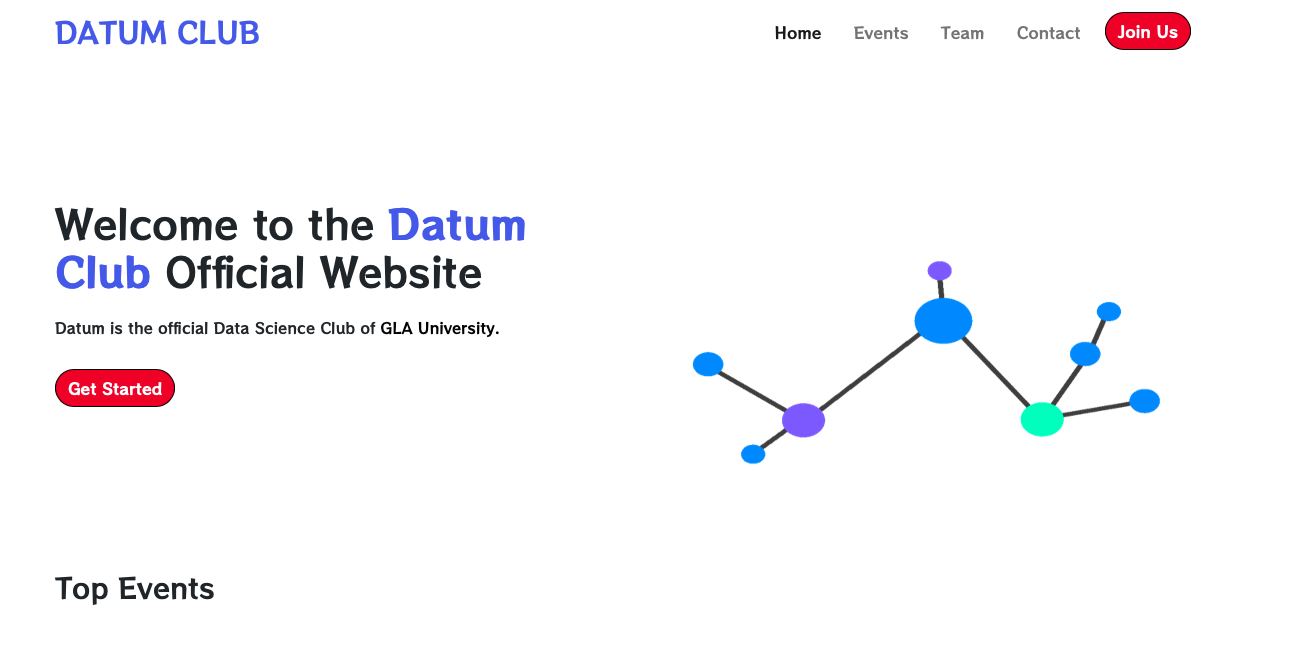 DATUM CLUB
Home Events Team Contact Join Us
Welcome to the Datum
Club Official Website
Datum is the official Data Science Club of GLA University.
Get Started
Top Events